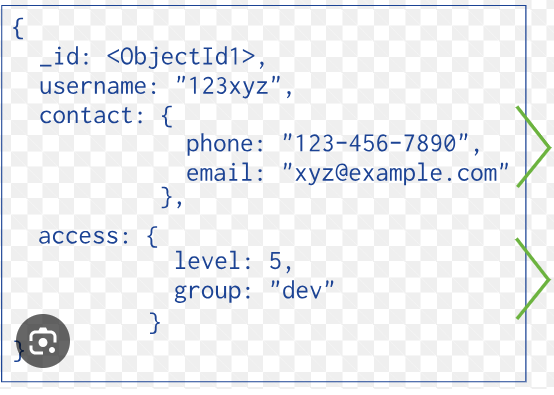 {
_id: <ObjectId1>,
username: "123xyz",
contact: {
phone: "123-456-7890",
email: "xyz@example.com"
},
access: {
level: 5,
group: "dev"
}
}